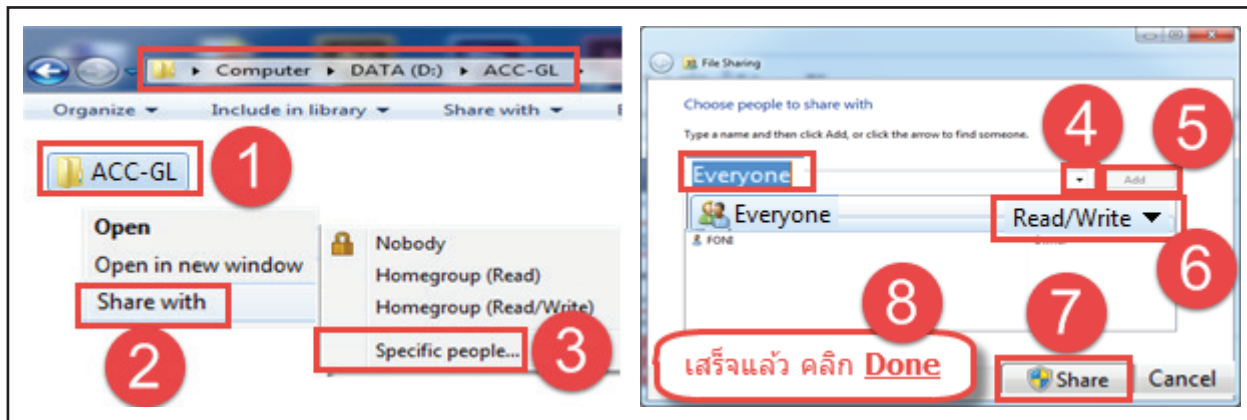 Computer ▸ DATA (D:) ▸ ACC-GL
Organize ▼ Include in library ▼ Share with ▼
ACC-GL
1
Open
Open in new window
Share with
2
Nobody
Homegroup (Read)
Homegroup (Read/Write)
Specific people...
3
File Sharing
Choose people to share with
Type a name and then click Add, or click the arrow to find someone.
4
5
Everyone
Add
Everyone
Read/Write ▼
6
8
7
เสร็จแล้ว คลิก Done
Share
Cancel